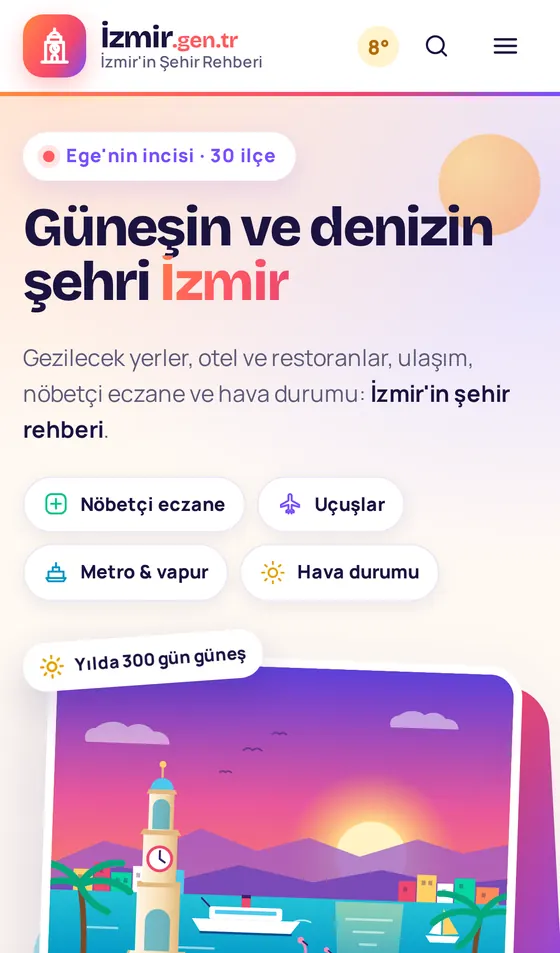 İzmir.gen.tr
İzmir'in Şehir Rehberi
8°
Ege'nin incisi · 30 ilçe
Güneşin ve denizin
şehri İzmir
Gezilecek yerler, otel ve restoranlar, ulaşım,
nöbetçi eczane ve hava durumu: İzmir'in şehir
rehberi.
Nöbetçi eczane
Uçuşlar
Metro & vapur
Hava durumu
Yılda 300 gün güneş